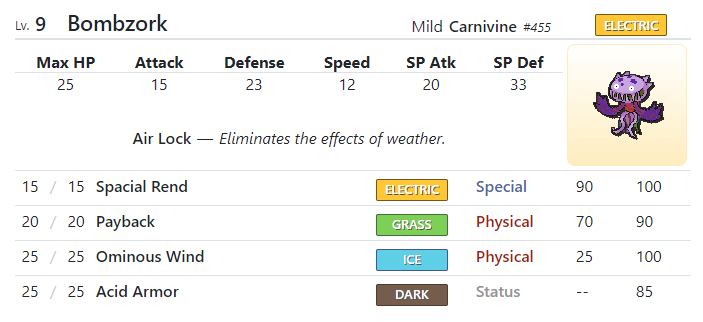 Lv. 9 Bombzork Mild Carnivine #455 ELECTRIC
Max HP Attack Defense Speed SP Atk SP Def
25 15 23 12 20 33
Air Lock — Eliminates the effects of weather.
15 / 15 Spacial Rend ELECTRIC Special 90 100
20 / 20 Payback GRASS Physical 70 90
25 / 25 Ominous Wind ICE Physical 25 100
25 / 25 Acid Armor DARK Status -- 85